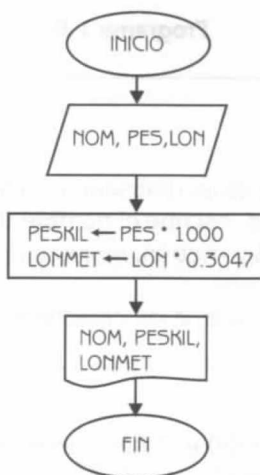 INICIO
NOM, PES,LON
PESKIL ← PES * 1000
LONMET ← LON * 0.3047
NOM, PESKIL,
LONMET
FIN